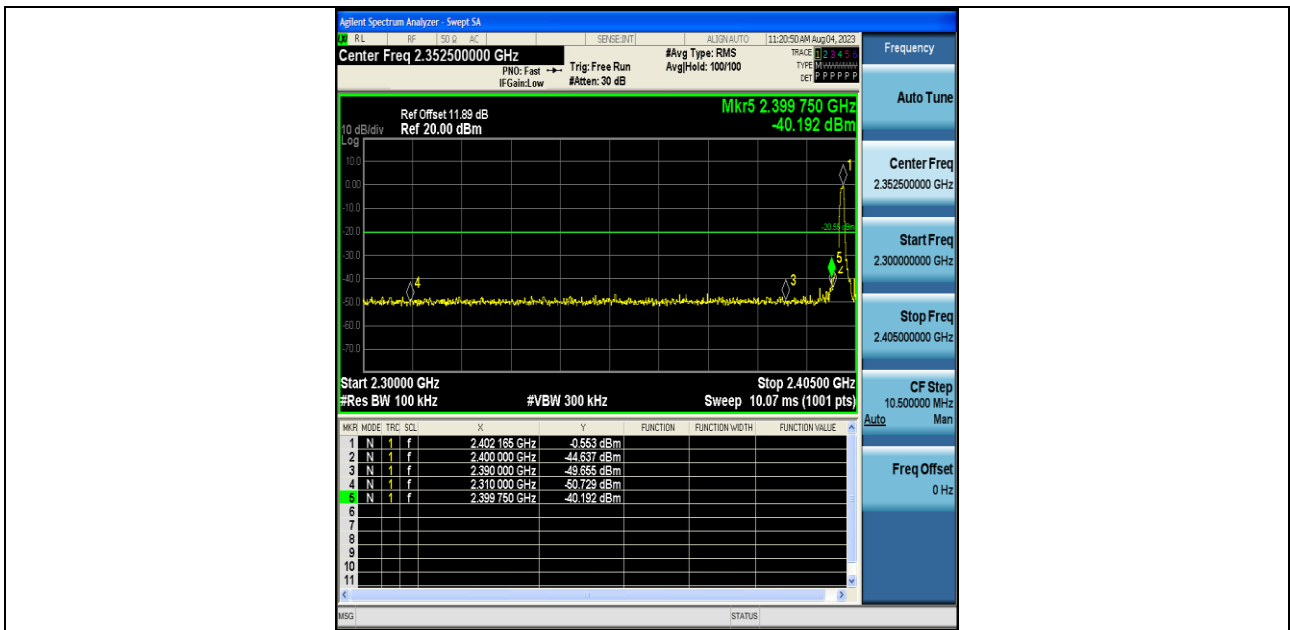 Agilent Spectrum Analyzer - Swept SA
RL RF 50 Ω AC SENSE:INT ALIGN AUTO 11:20:50 AM Aug 04, 2023
Center Freq 2.352500000 GHz #Avg Type: RMS TRACE 1 2 3 4 5 6
PNO: Fast Trig: Free Run Avg|Hold: 100/100 TYPE M
IFGain:Low #Atten: 30 dB DET P P P P P P
Mkr5 2.399 750 GHz
-40.192 dBm
Ref Offset 11.89 dB
10 dB/div Ref 20.00 dBm
Log
10.0
0.00
-10.0
-20.0
-30.0
-40.0
-50.0
-60.0
-70.0
1
-20.55 dBm
5
2
3
4
Start 2.30000 GHz Stop 2.40500 GHz
#Res BW 100 kHz #VBW 300 kHz Sweep 10.07 ms (1001 pts)
MKR MODE TRC SCL X Y FUNCTION FUNCTION WIDTH FUNCTION VALUE
1 N 1 f 2.402 165 GHz -0.553 dBm
2 N 1 f 2.400 000 GHz -44.637 dBm
3 N 1 f 2.390 000 GHz -49.655 dBm
4 N 1 f 2.310 000 GHz -50.729 dBm
5 N 1 f 2.399 750 GHz -40.192 dBm
6
7
8
9
10
11
MSG STATUS
Frequency
Auto Tune
Center Freq
2.352500000 GHz
Start Freq
2.300000000 GHz
Stop Freq
2.405000000 GHz
CF Step
10.500000 MHz
Auto Man
Freq Offset
0 Hz